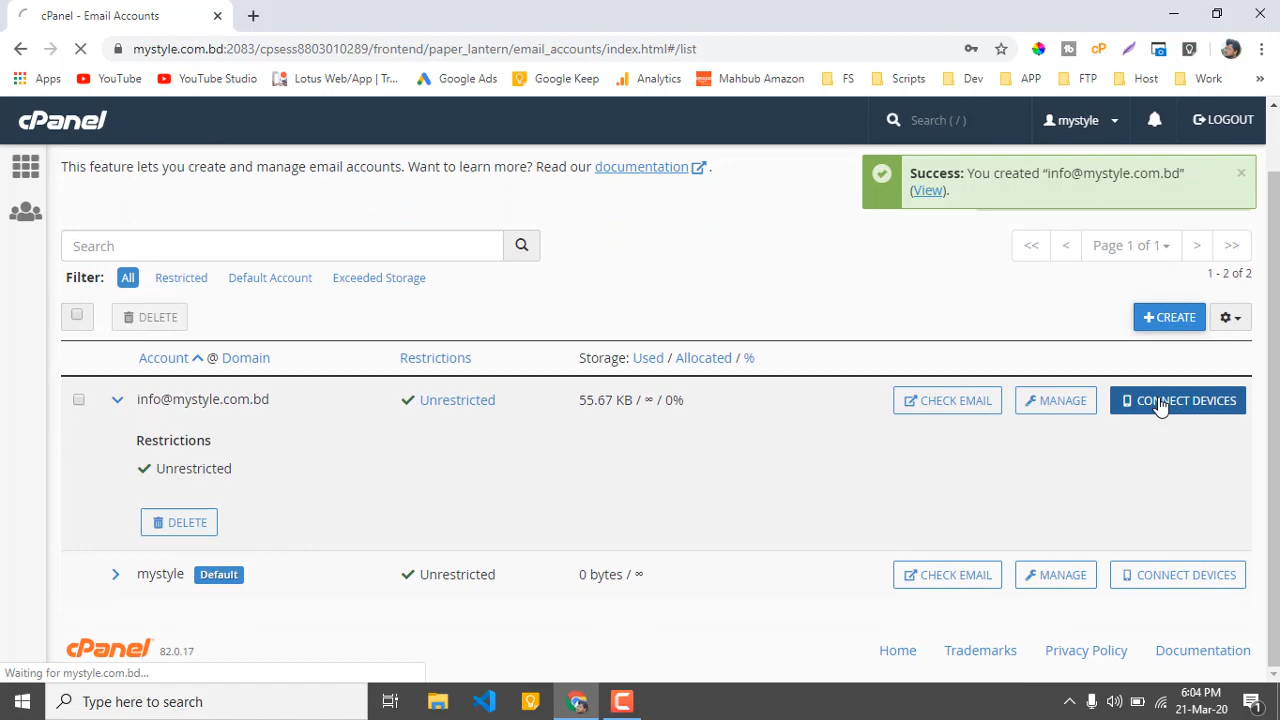 cPanel - Email Accounts
mystyle.com.bd:2083/cpsess8803010289/frontend/paper_lantern/email_accounts/index.html#/list
Apps YouTube YouTube Studio Lotus Web/App | Tr... Google Ads Google Keep Analytics Mahbub Amazon FS Scripts Dev APP FTP Host Work »
cPanel Search ( / ) mystyle LOGOUT
This feature lets you create and manage email accounts. Want to learn more? Read our documentation .
Success: You created “info@mystyle.com.bd”
(View).
Search
<< < Page 1 of 1 > >>
Filter: All Restricted Default Account Exceeded Storage
1 - 2 of 2
DELETE
+ CREATE
Account @ Domain Restrictions Storage: Used / Allocated / %
info@mystyle.com.bd Unrestricted 55.67 KB / ∞ / 0% CHECK EMAIL MANAGE CONNECT DEVICES
Restrictions
Unrestricted
DELETE
mystyle Default Unrestricted 0 bytes / ∞ CHECK EMAIL MANAGE CONNECT DEVICES
cPanel 82.0.17 Home Trademarks Privacy Policy Documentation
Waiting for mystyle.com.bd...
Type here to search
6:04 PM
21-Mar-20
1